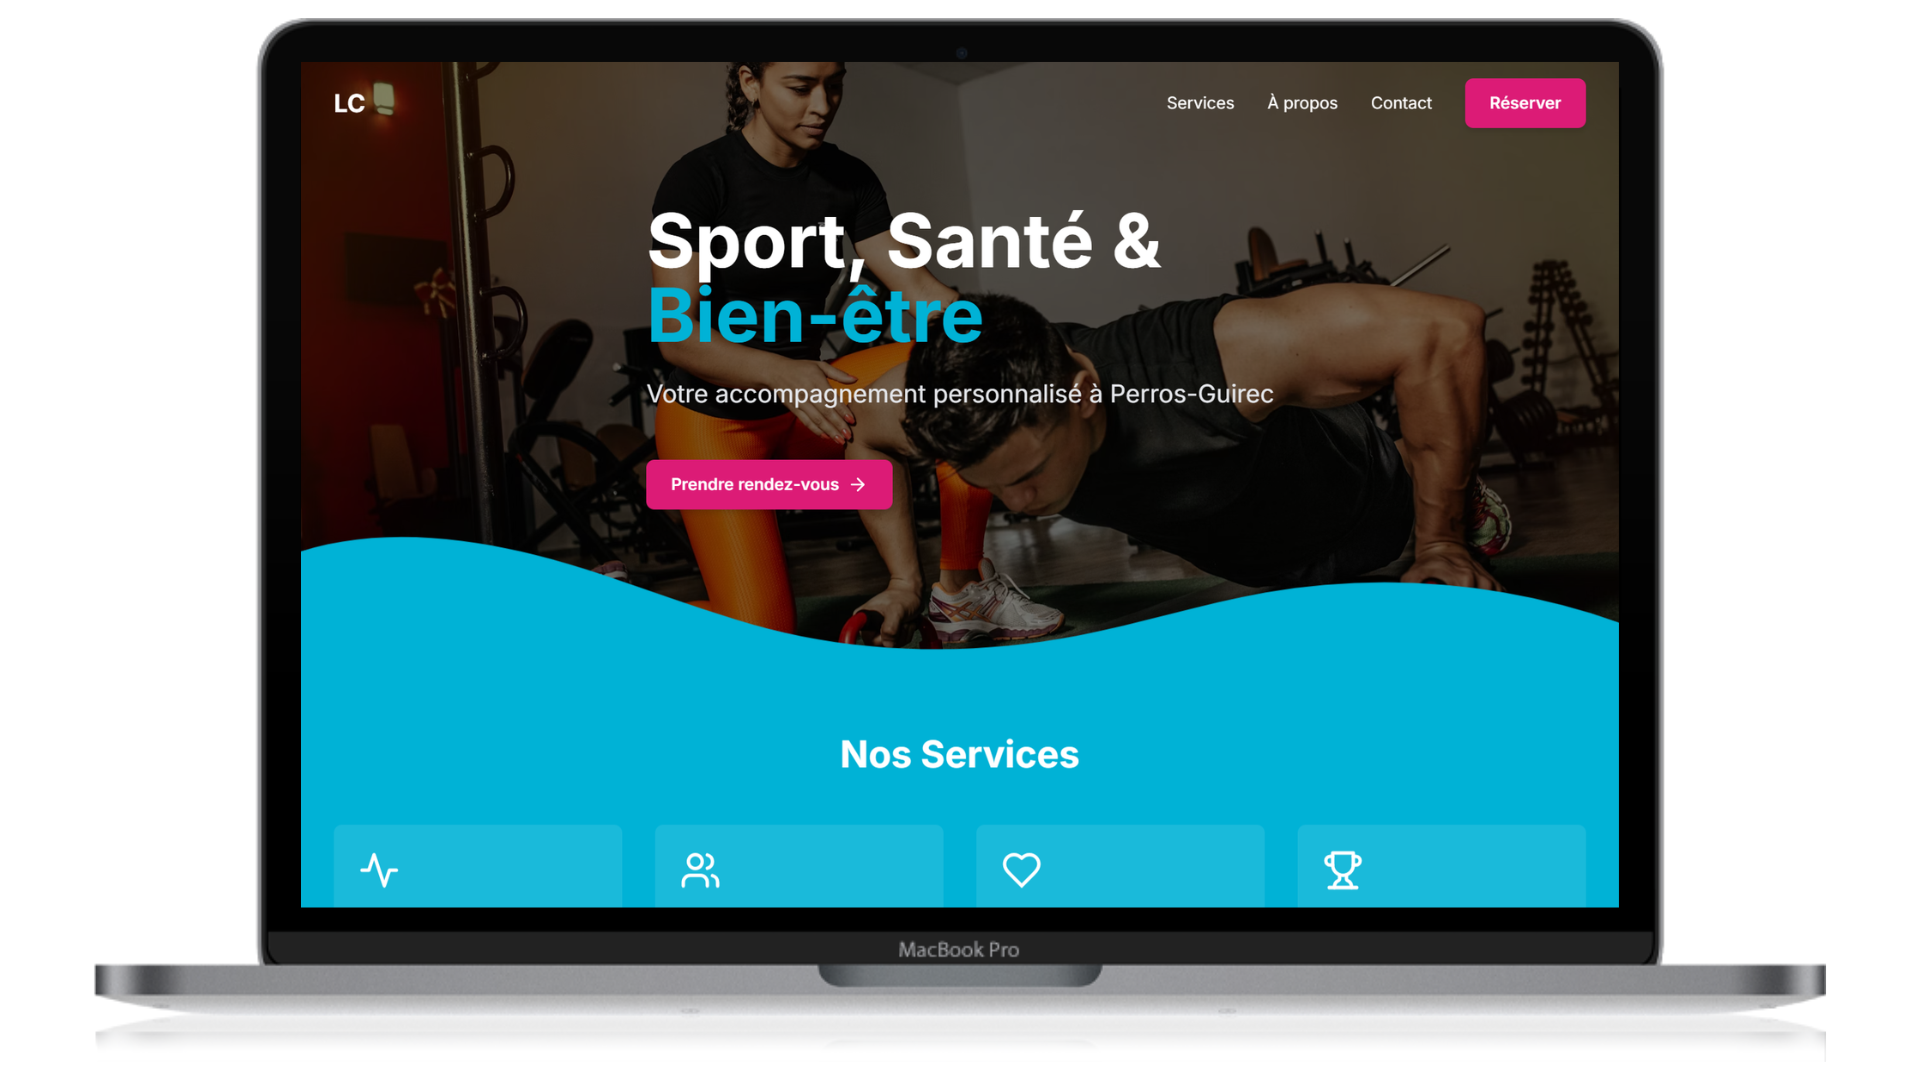 LC
Services
À propos
Contact
Réserver
Sport, Santé &
Bien-être
Votre accompagnement personnalisé à Perros-Guirec
Prendre rendez-vous
Nos Services
MacBook Pro